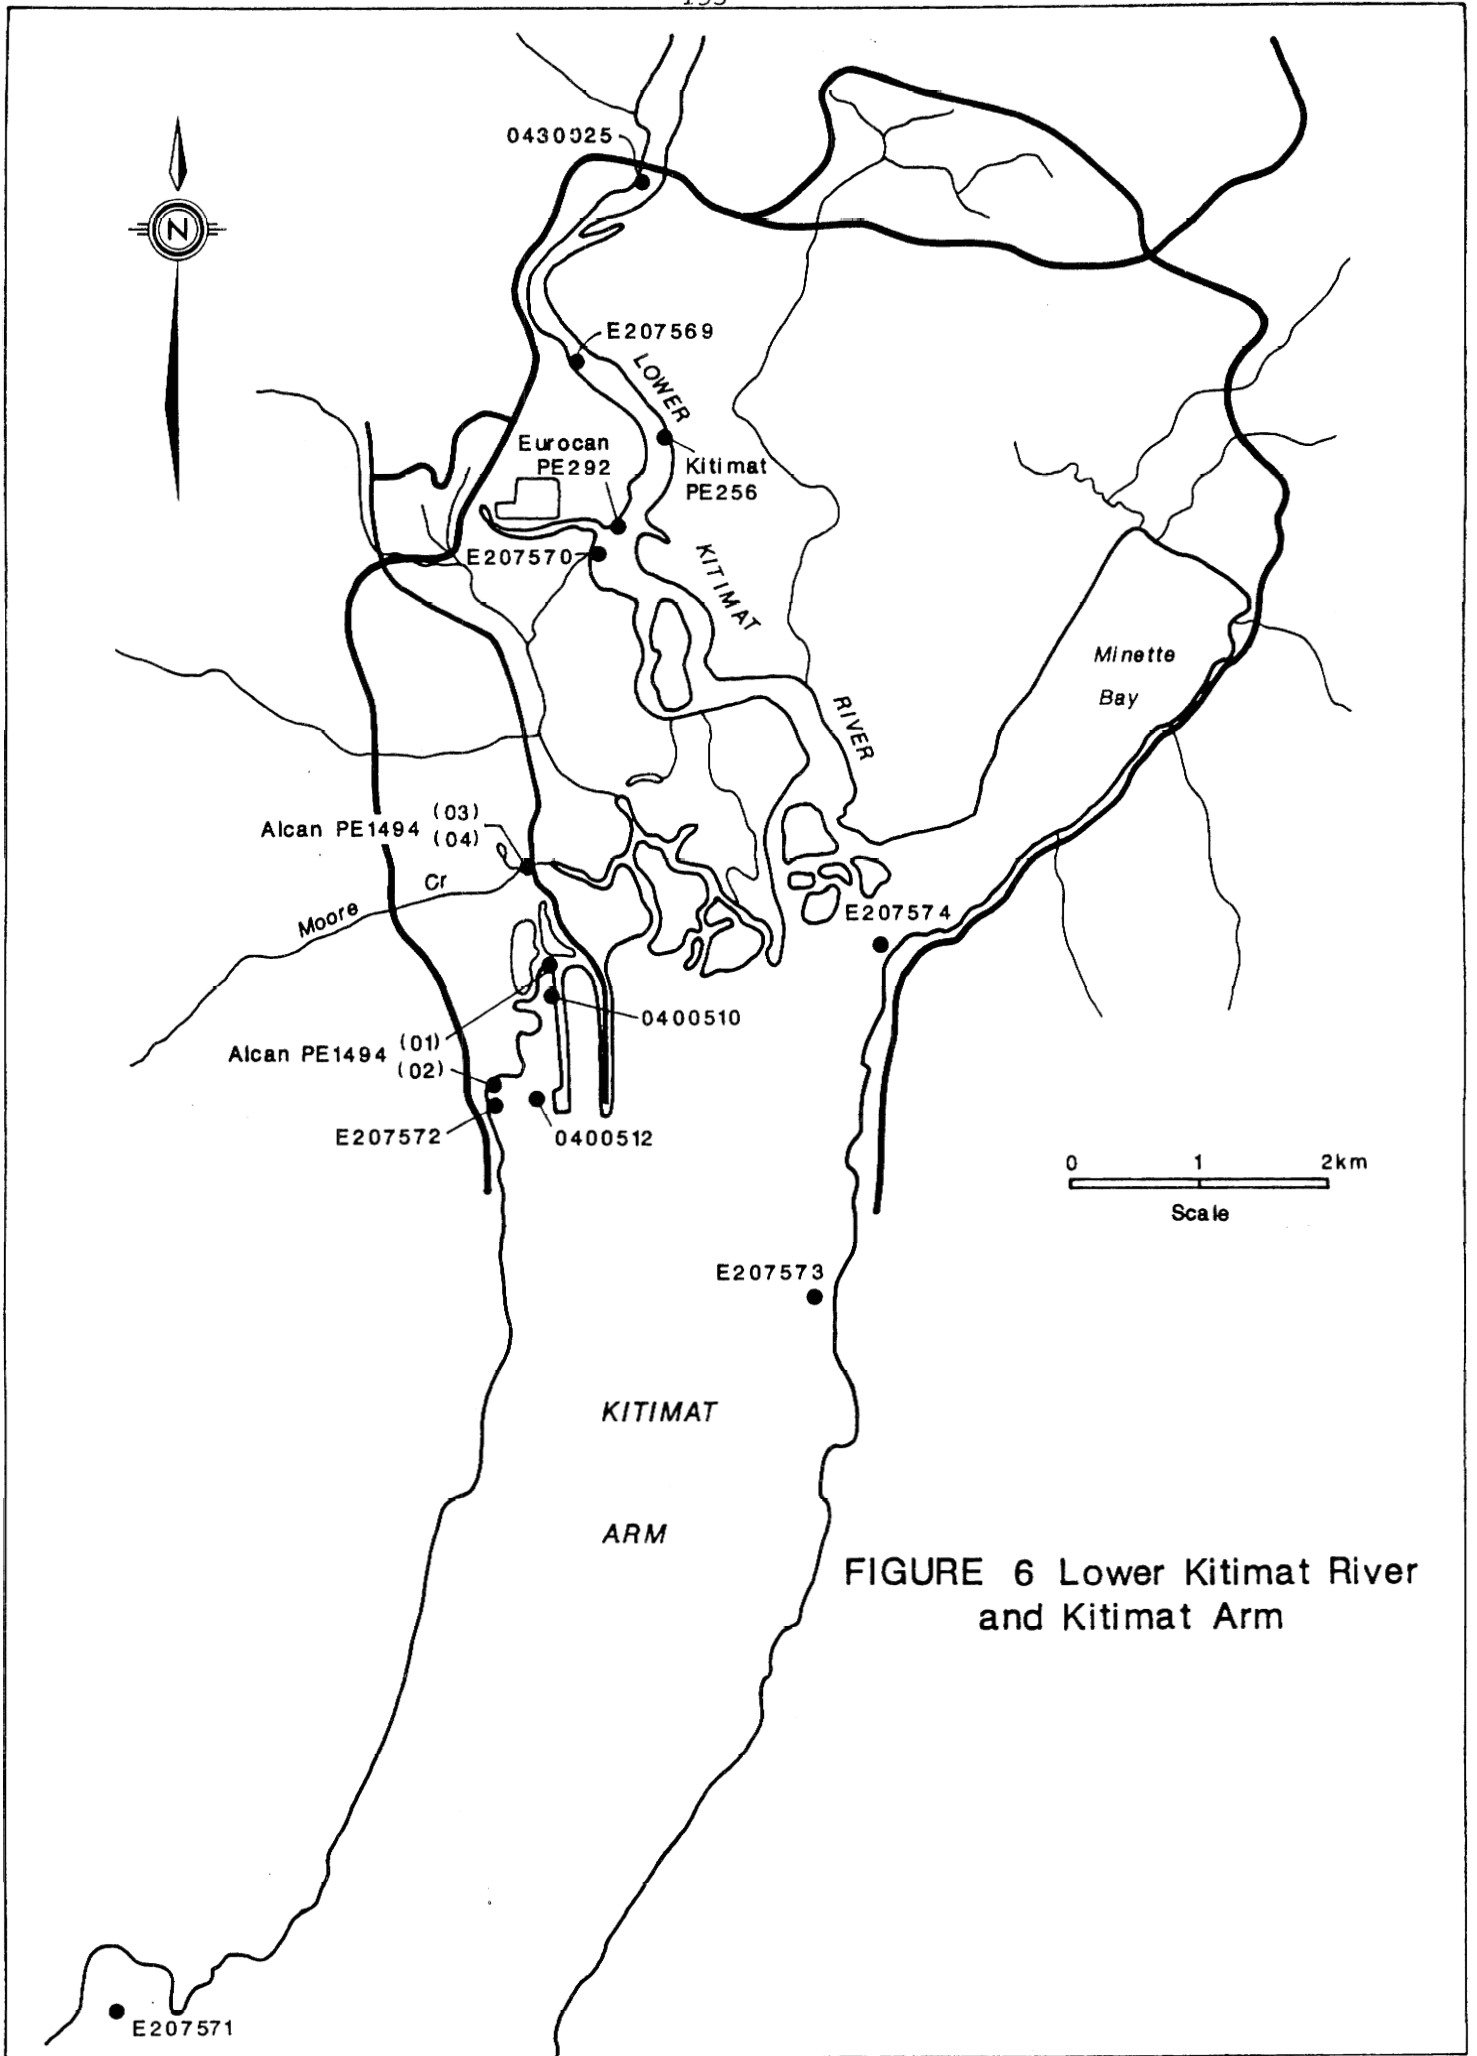 0430025
N
E207569
LOWER
Eurocan
PE292
Kitimat
PE256
E207570
KITIMAT
Minette
Bay
RIVER
Alcan PE1494 (03)
(04)
Moore Cr
E207574
0400510
Alcan PE1494 (01)
(02)
E207572
0400512
0 1 2km
Scale
E207573
KITIMAT
ARM
FIGURE 6 Lower Kitimat River
and Kitimat Arm
E207571